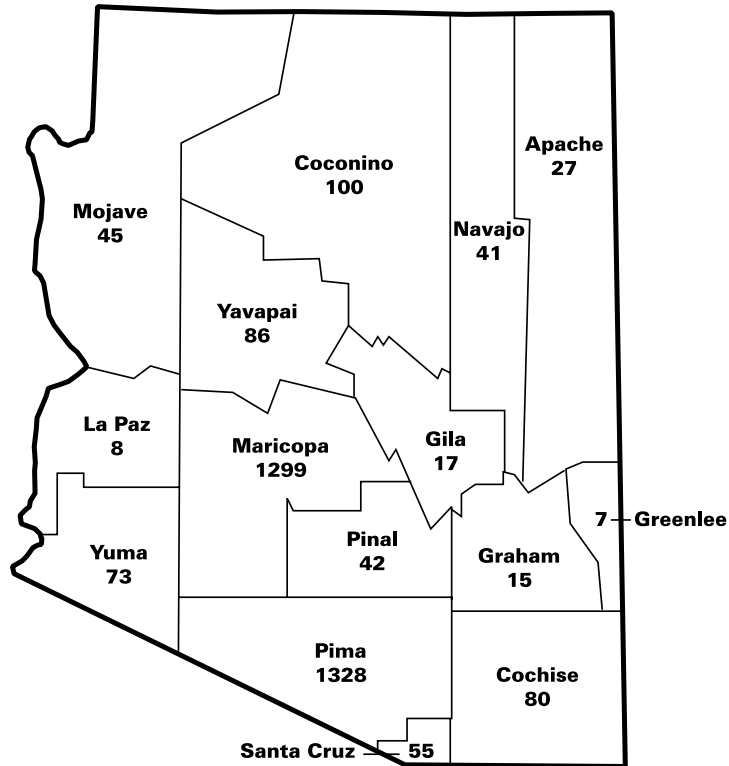 Apache
27
Coconino
100
Mojave
45
Navajo
41
Yavapai
86
La Paz
8
Maricopa
1299
Gila
17
7 Greenlee
Pinal
42
Yuma
73
Graham
15
Pima
1328
Cochise
80
Santa Cruz 55